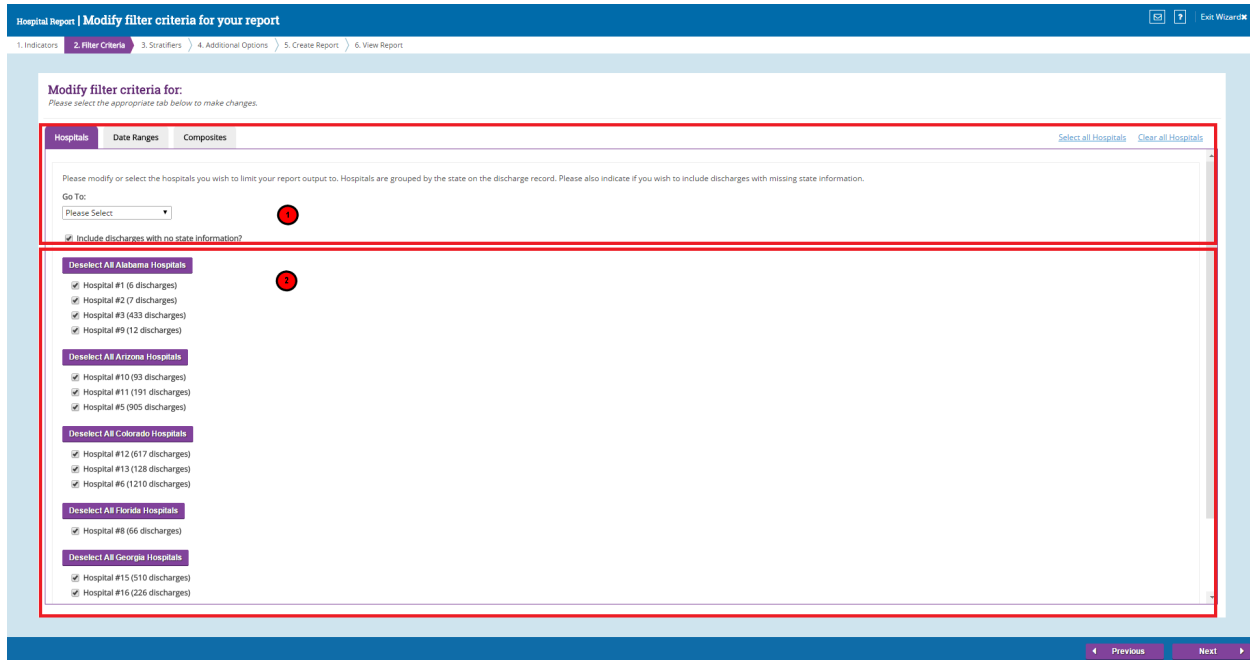 Hospital Report | Modify filter criteria for your report
? Exit Wizard✖
1. Indicators 2. Filter Criteria 3. Stratifiers 4. Additional Options 5. Create Report 6. View Report
Modify filter criteria for:
Please select the appropriate tab below to make changes.
Hospitals Date Ranges Composites Select all Hospitals Clear all Hospitals
Please modify or select the hospitals you wish to limit your report output to. Hospitals are grouped by the state on the discharge record. Please also indicate if you wish to include discharges with missing state information.
Go To:
Please Select
1
Include discharges with no state information?
Deselect All Alabama Hospitals
2
Hospital #1 (6 discharges)
Hospital #2 (7 discharges)
Hospital #3 (433 discharges)
Hospital #9 (12 discharges)
Deselect All Arizona Hospitals
Hospital #10 (93 discharges)
Hospital #11 (191 discharges)
Hospital #5 (905 discharges)
Deselect All Colorado Hospitals
Hospital #12 (617 discharges)
Hospital #13 (128 discharges)
Hospital #6 (1210 discharges)
Deselect All Florida Hospitals
Hospital #8 (66 discharges)
Deselect All Georgia Hospitals
Hospital #15 (510 discharges)
Hospital #16 (226 discharges)
Previous Next